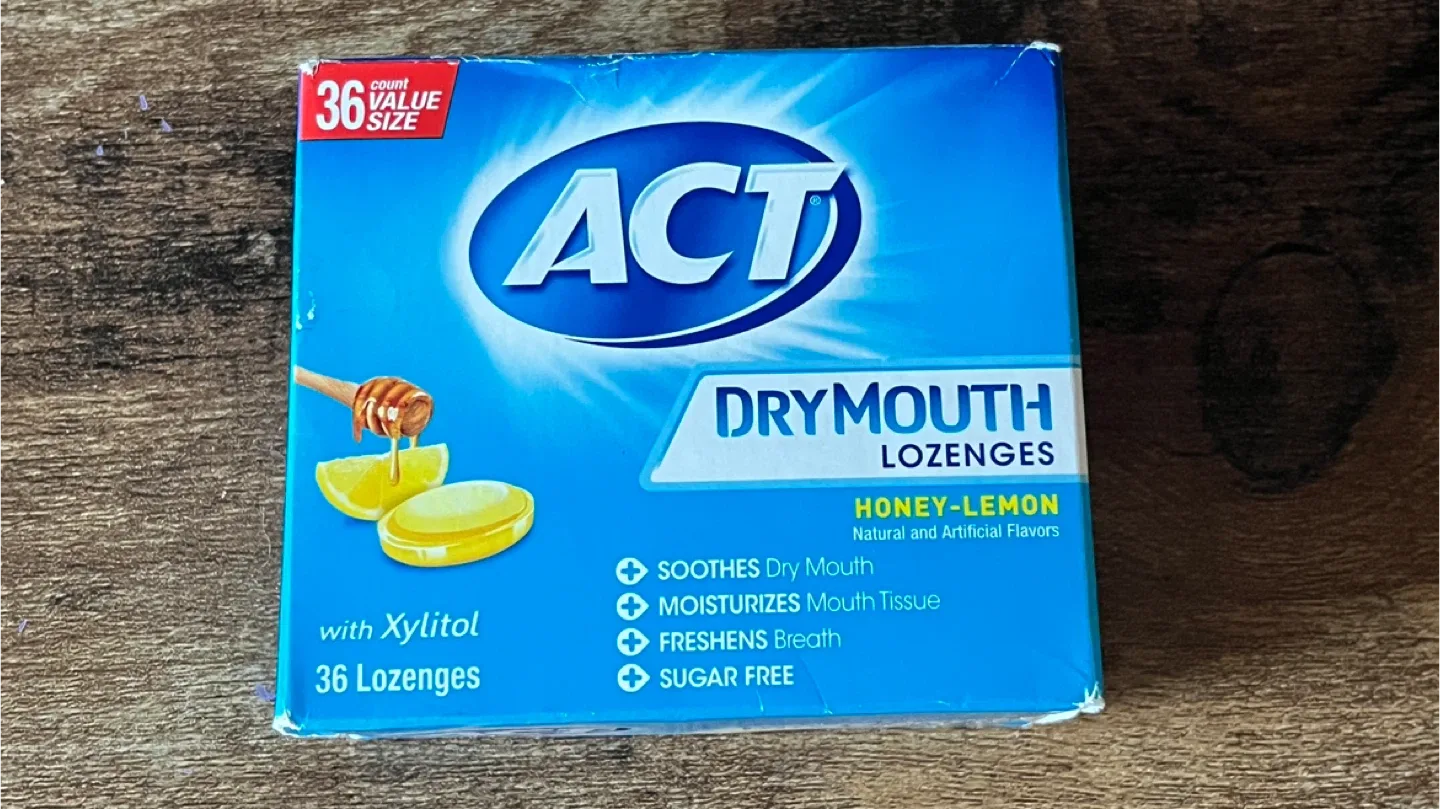 36 count VALUE SIZE
ACT®
DRYMOUTH
LOZENGES
HONEY-LEMON
Natural and Artificial Flavors
SOOTHES Dry Mouth
MOISTURIZES Mouth Tissue
FRESHENS Breath
SUGAR FREE
with Xylitol
36 Lozenges